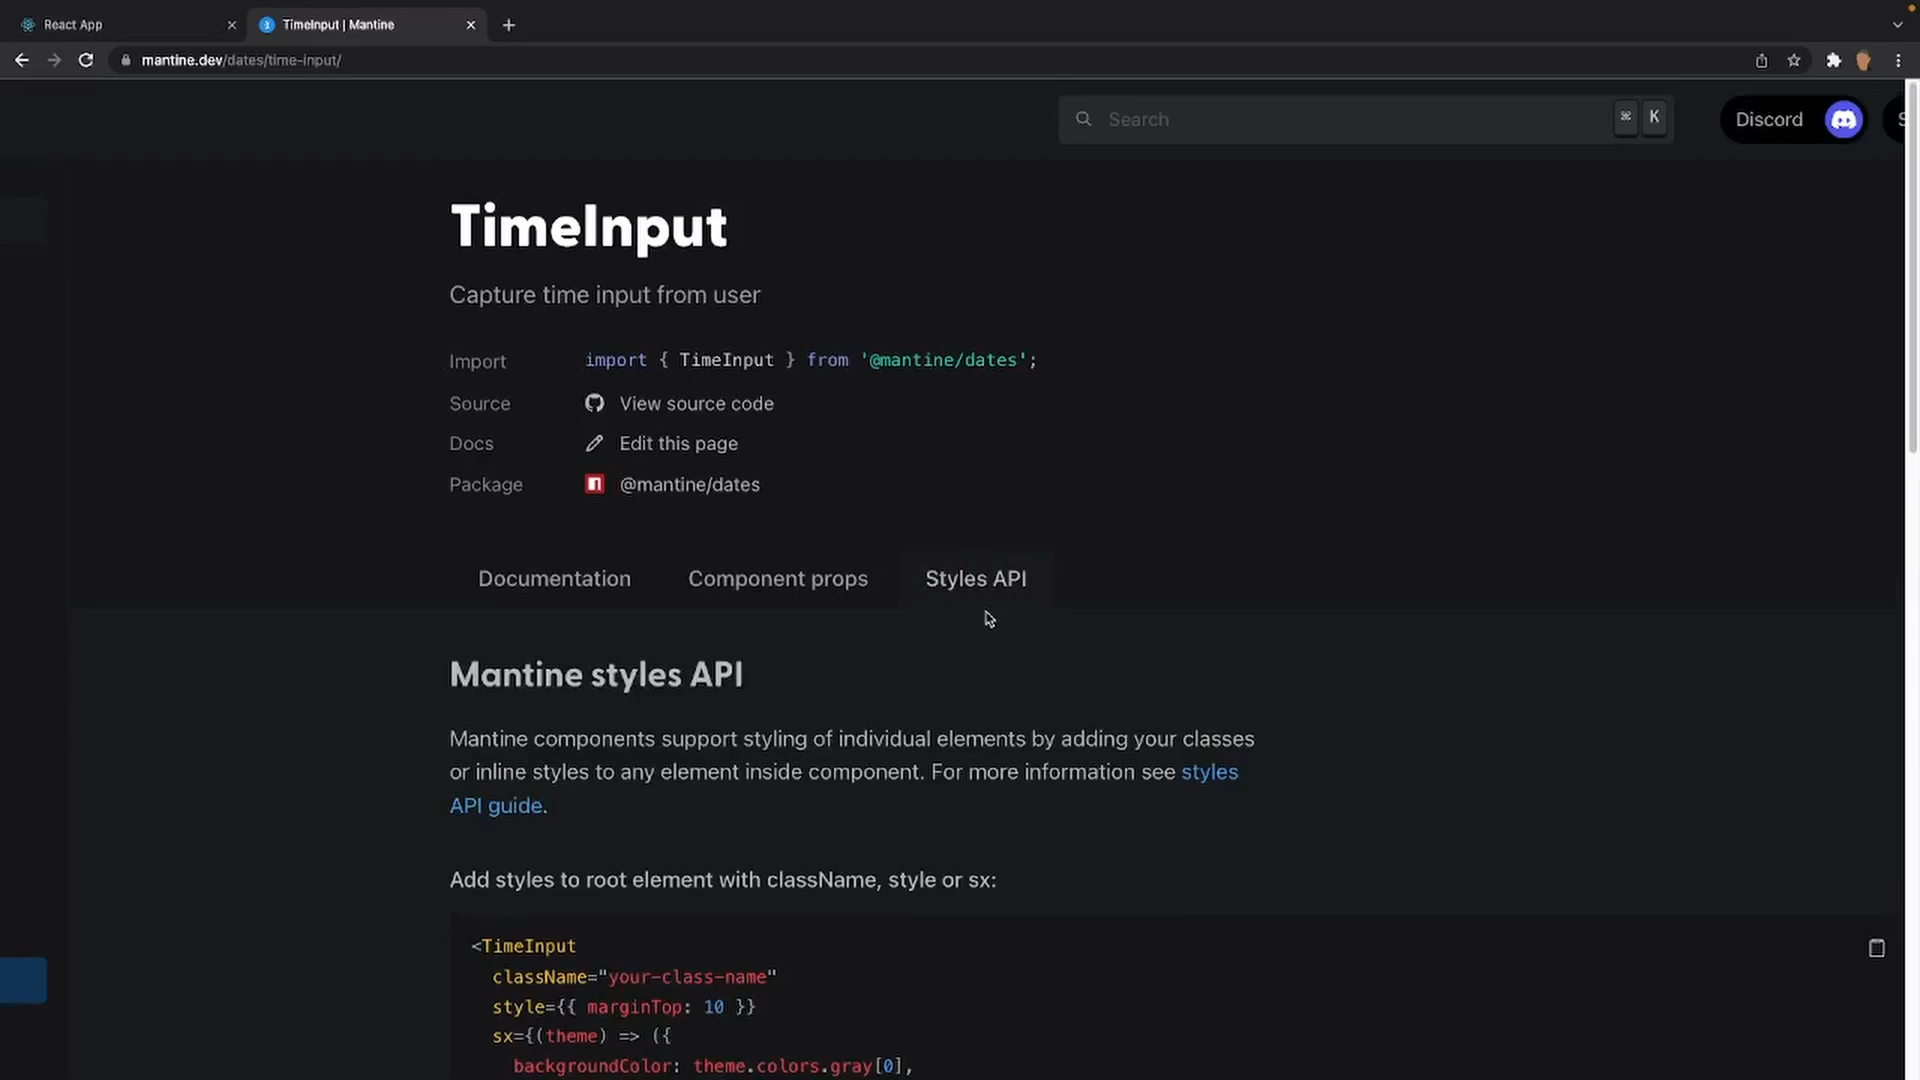 React App
TimeInput | Mantine
mantine.dev/dates/time-input/
Search
⌘ K
Discord
S
TimeInput
Capture time input from user
Import import { TimeInput } from '@mantine/dates';
Source View source code
Docs Edit this page
Package @mantine/dates
Documentation Component props Styles API
Mantine styles API
Mantine components support styling of individual elements by adding your classes
or inline styles to any element inside component. For more information see styles
API guide.
Add styles to root element with className, style or sx:
<TimeInput
className="your-class-name"
style={{ marginTop: 10 }}
sx={(theme) => ({
backgroundColor: theme.colors.gray[0],